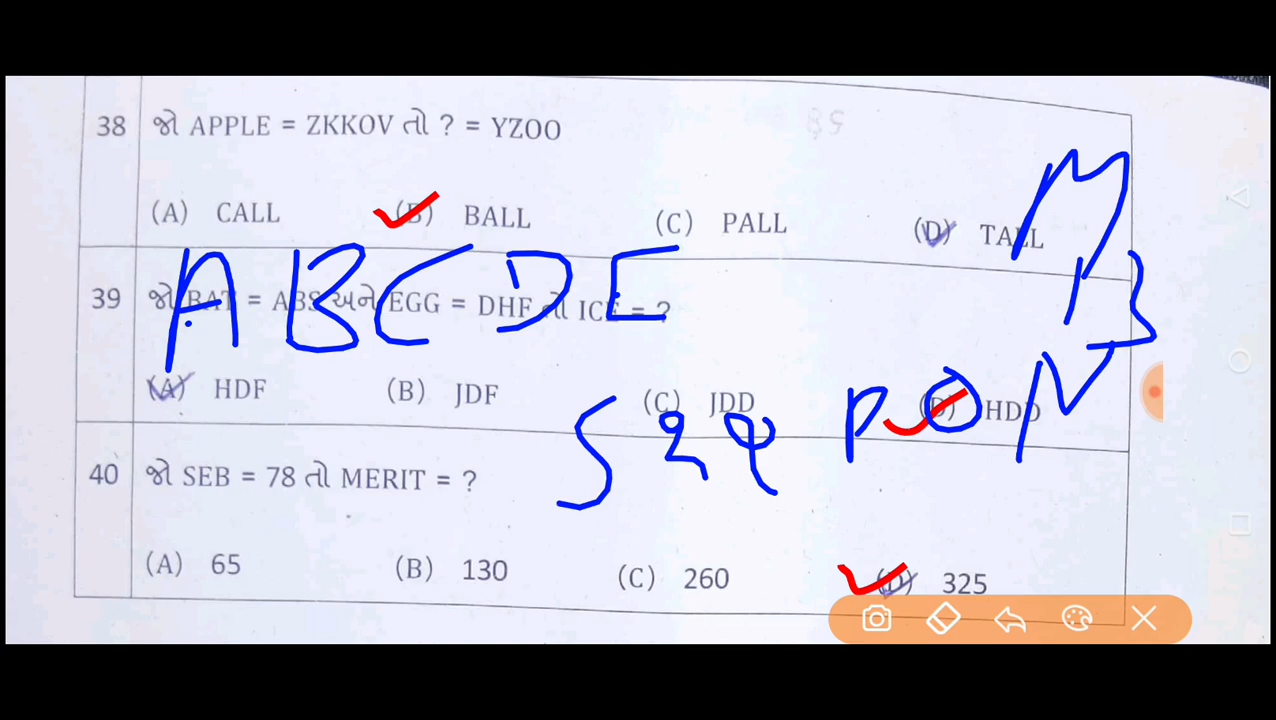 38 જો APPLE = ZKKOV તો ? = YZOO
(A) CALL (B) BALL (C) PALL (D) TALL
A B C D E
M
13
39 જો BAT = ABS અને EGG = DHF તો ICE = ?
(A) HDF (B) JDF (C) JDD (D) HDD
S P O N
40 જો SEB = 78 તો MERIT = ?
(A) 65 (B) 130 (C) 260 (D) 325